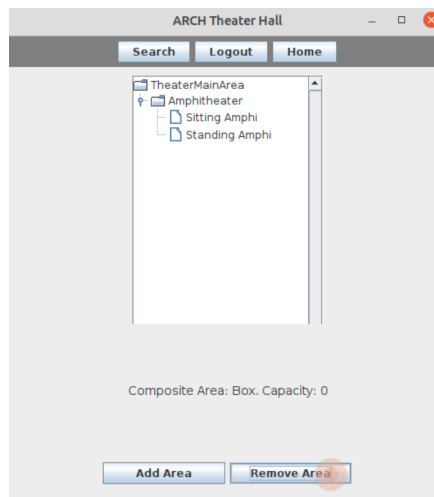 ARCH Theater Hall
Search Logout Home
TheaterMainArea
Amphitheater
Sitting Amphi
Standing Amphi
Composite Area: Box. Capacity: 0
Add Area Remove Area